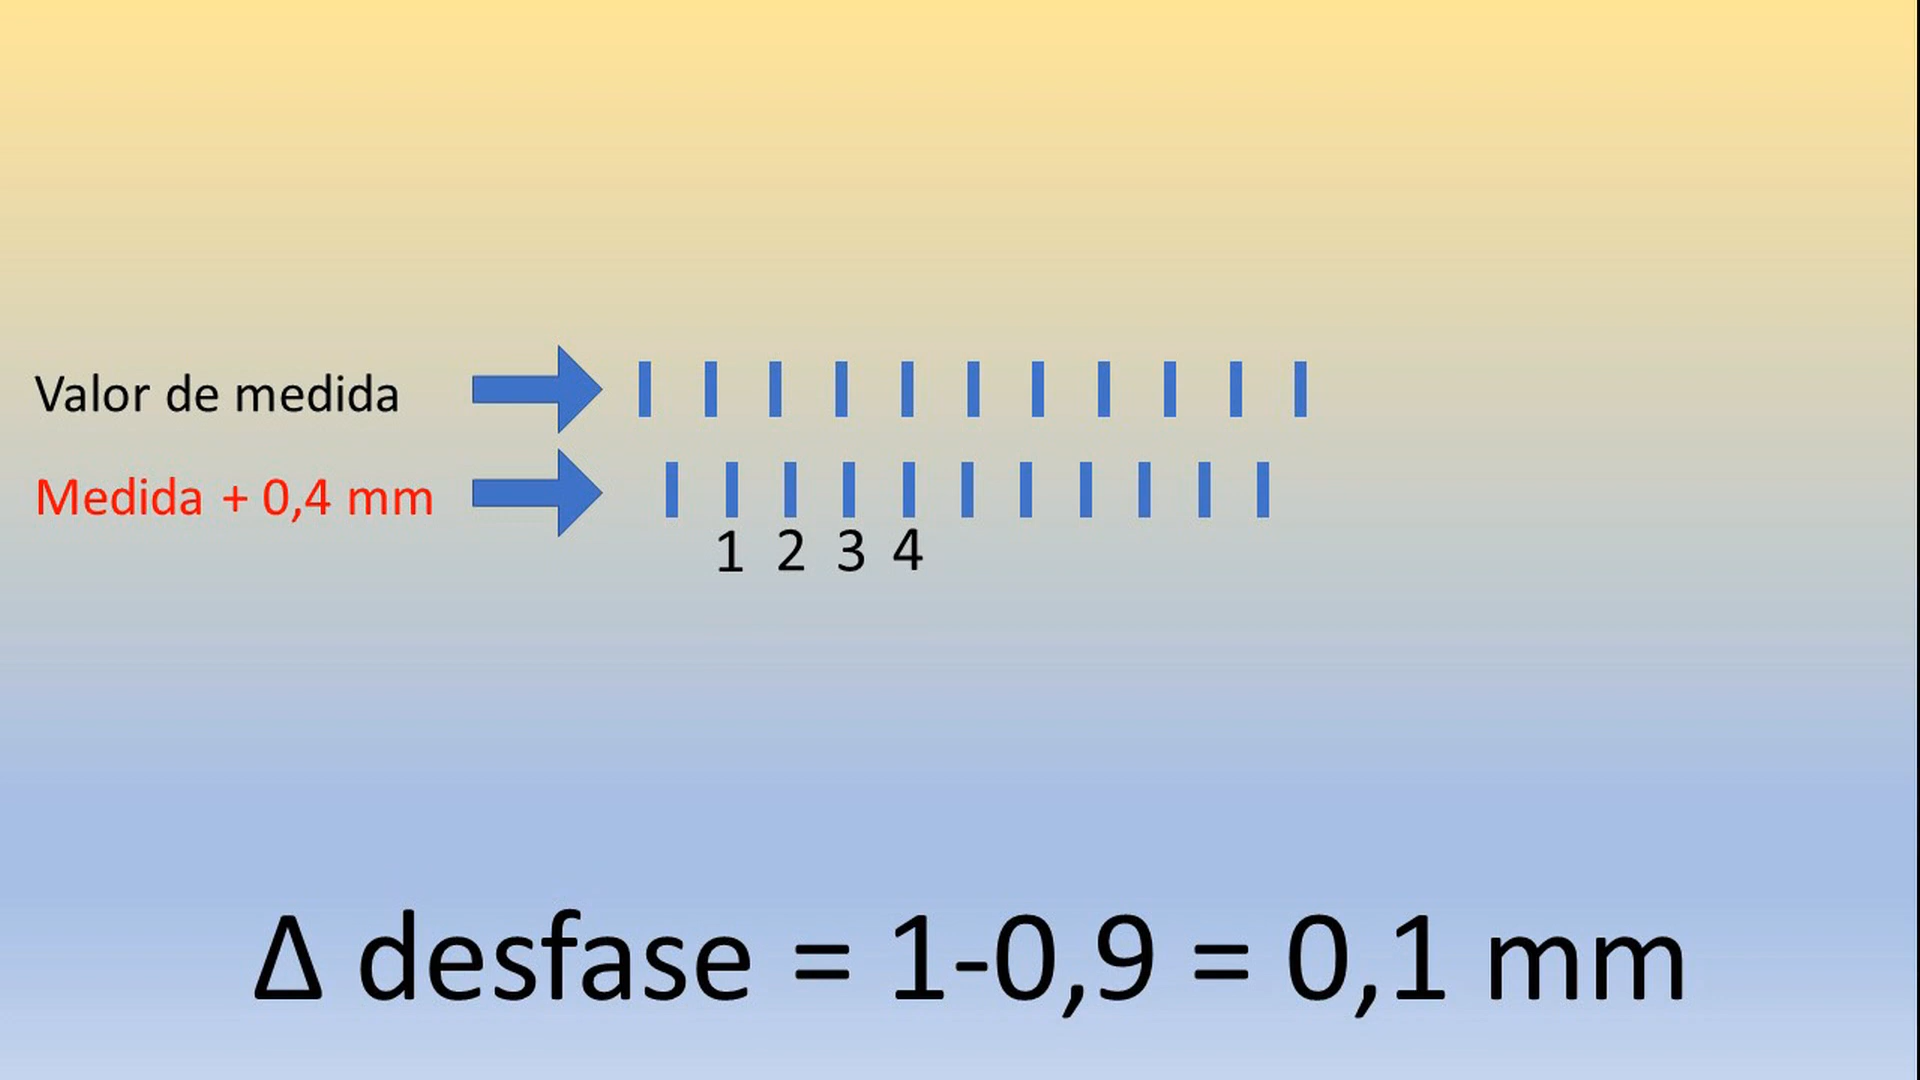 Valor de medida
Medida + 0,4 mm
1 2 3 4
Δ desfase = 1-0,9 = 0,1 mm